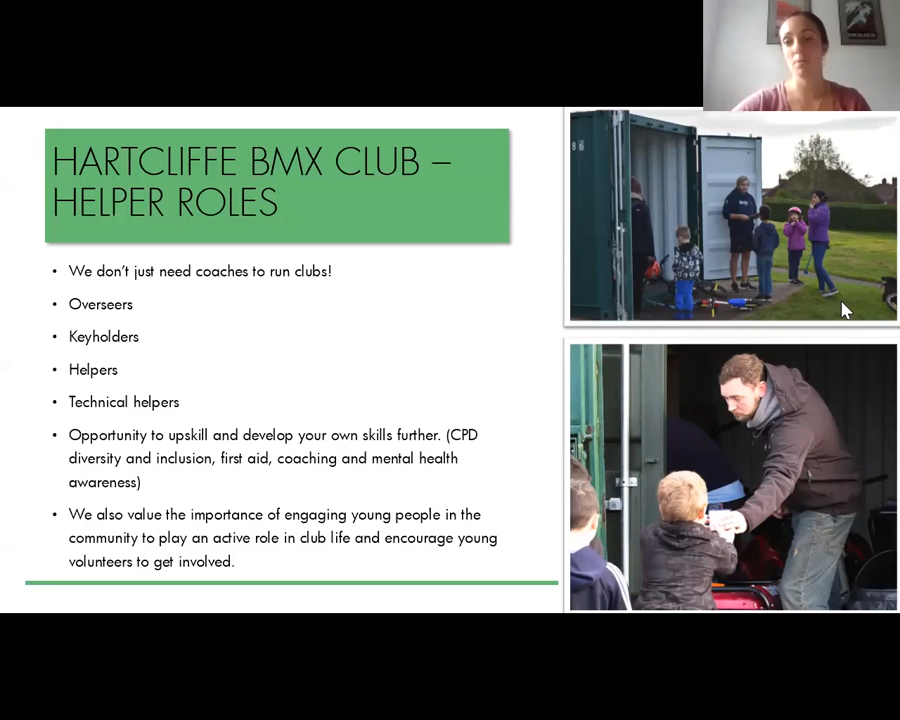 HARTCLIFFE BMX CLUB –
HELPER ROLES
• We don't just need coaches to run clubs!
• Overseers
• Keyholders
• Helpers
• Technical helpers
• Opportunity to upskill and develop your own skills further. (CPD
diversity and inclusion, first aid, coaching and mental health
awareness)
• We also value the importance of engaging young people in the
community to play an active role in club life and encourage young
volunteers to get involved.